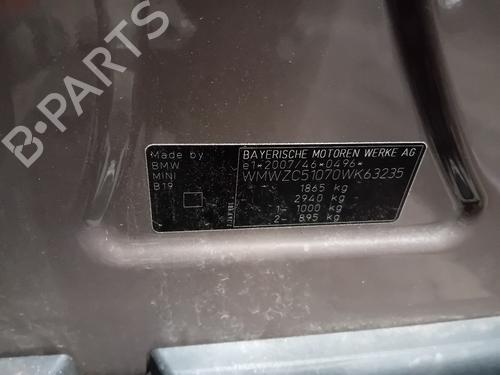 Made by
BMW
MINI
B19
BAYERISCHE MOTOREN WERKE AG
e1*2007/46*0496*
WMWZC51070WK63235
1865 kg
2940 kg
1- 1000 kg
2- 895 kg
B-PARTS